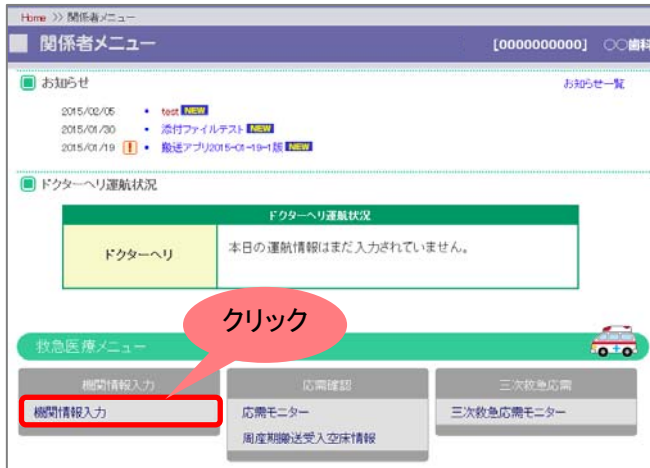 Home >> 関係者メニュー
関係者メニュー [0000000000] 〇〇歯科
お知らせ お知らせ一覧
2015/02/05 • test NEW
2015/01/30 • 添付ファイルテスト NEW
2015/01/19 ! • 搬送アプリ2015-01-19-1版 NEW
ドクターヘリ運航状況
ドクターヘリ運航状況
ドクターヘリ 本日の運航情報はまだ入力されていません。
クリック
救急医療メニュー
機関情報入力 応需確認 三次救急応需
機関情報入力 応需モニター 三次救急応需モニター
周産期搬送受入空床情報